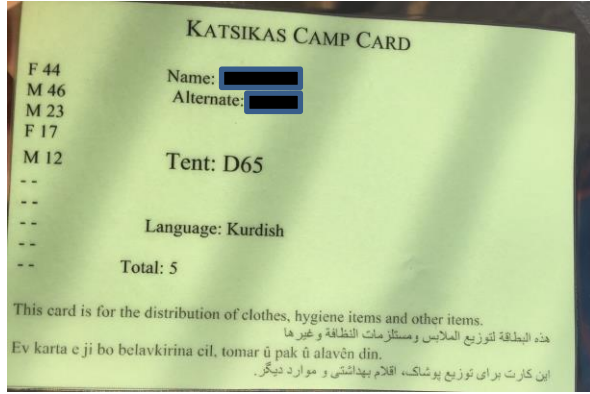 KATSIKAS CAMP CARD
F 44
M 46
M 23
F 17
M 12
- -
- -
- -
- -
- -
Name:
Alternate:
Tent: D65
Language: Kurdish
Total: 5
This card is for the distribution of clothes, hygiene items and other items.
هذه البطاقة لتوزيع الملابس ومستلزمات النظافة وغيرها
Ev karta e ji bo belavkirina cil, tomar û pak û alavên din.
این کارت برای توزیع پوشاک، اقلام بهداشتی و موارد دیگر.